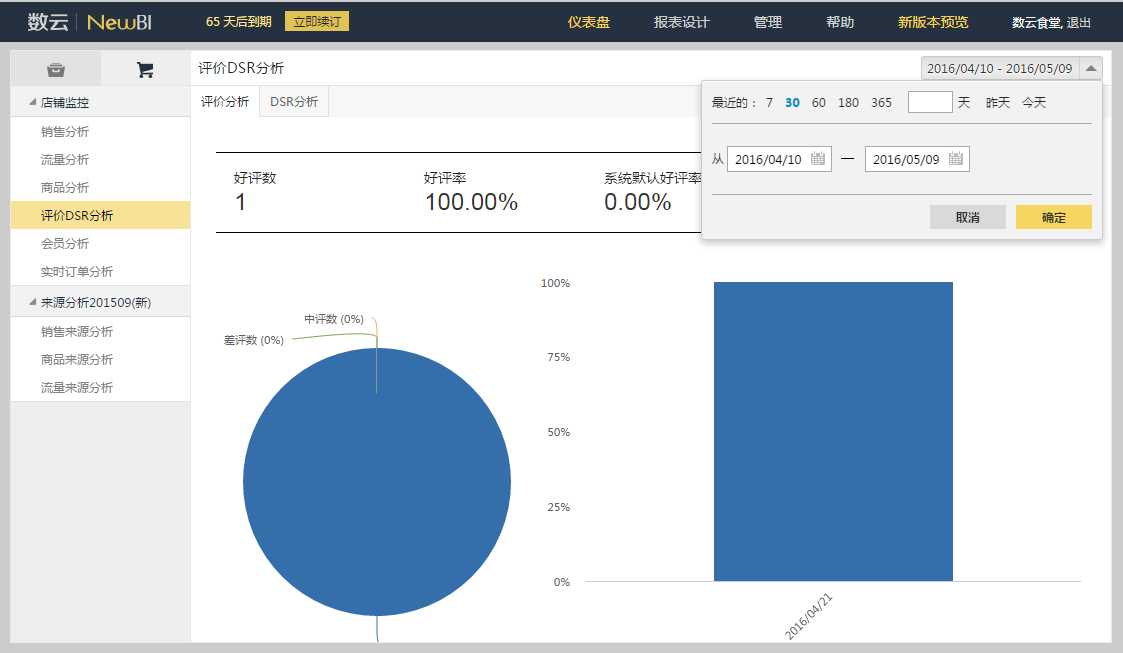 数云 NewBI 65 天后到期 立即续订 仪表盘 报表设计 管理 帮助 新版本预览 数云食堂, 退出
评价DSR分析 2016/04/10 - 2016/05/09
店铺监控
销售分析
流量分析
商品分析
评价DSR分析
会员分析
实时订单分析
来源分析201509(新)
销售来源分析
商品来源分析
流量来源分析
评价分析 DSR分析
最近的： 7 30 60 180 365 天 昨天 今天
从 2016/04/10 — 2016/05/09
取消 确定
好评数 好评率 系统默认好评率
1 100.00% 0.00%
中评数 (0%)
差评数 (0%)
100%
75%
50%
25%
0%
2016/04/21